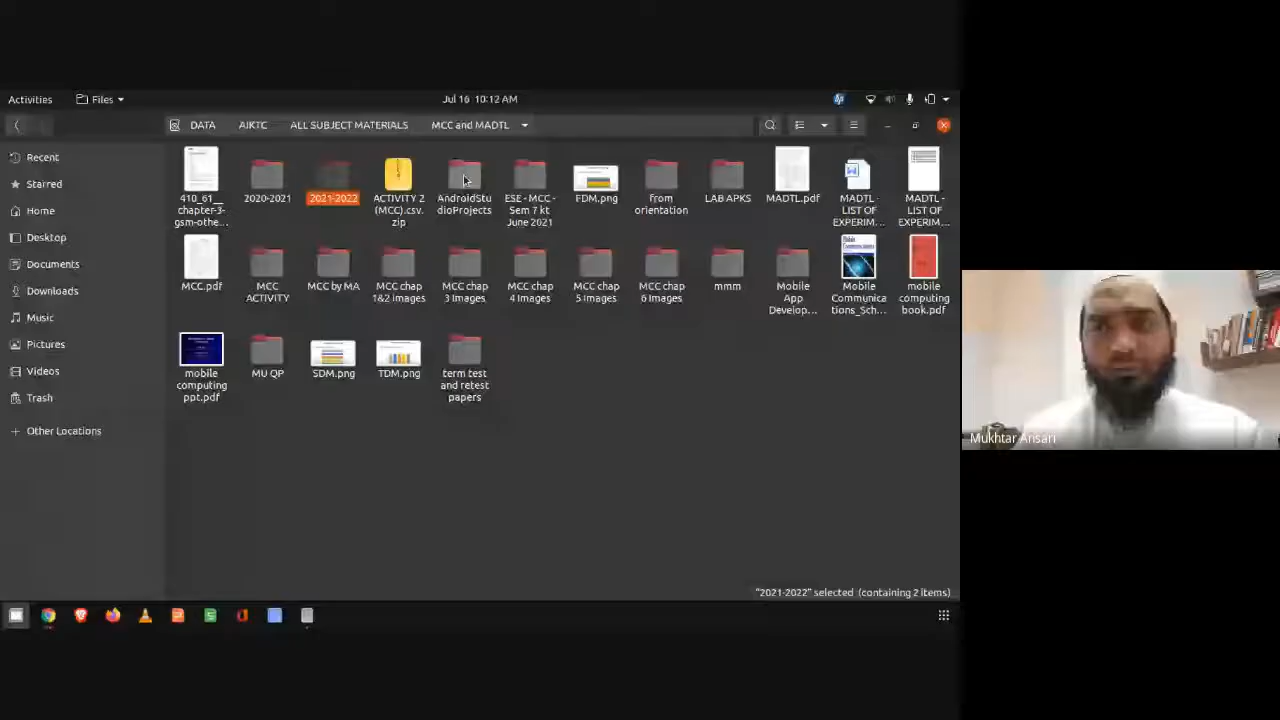 Activities
Files
Jul 16 10:12 AM
DATA
AIKTC
ALL SUBJECT MATERIALS
MCC and MADTL
Recent
Starred
Home
Desktop
Documents
Downloads
Music
Pictures
Videos
Trash
Other Locations
410_61__
chapter-3-
gsm-othe...
2020-2021
2021-2022
ACTIVITY 2
(MCC).csv.
zip
AndroidStu
dioProjects
ESE - MCC -
Sem 7 kt
June 2021
FDM.png
from
orientation
LAB APKS
MADTL.pdf
MADTL -
LIST OF
EXPERIM...
MADTL -
LIST OF
EXPERIM...
MCC.pdf
MCC
ACTIVITY
MCC by MA
MCC chap
1&2 images
MCC chap
3 images
MCC chap
4 images
MCC chap
5 images
MCC chap
6 images
mmm
Mobile
App
Develop...
Mobile
Communica
tions_Sch...
mobile
computing
book.pdf
mobile
computing
ppt.pdf
MU QP
SDM.png
TDM.png
term test
and retest
papers
"2021-2022" selected (containing 2 items)
Mukhtar Ansari